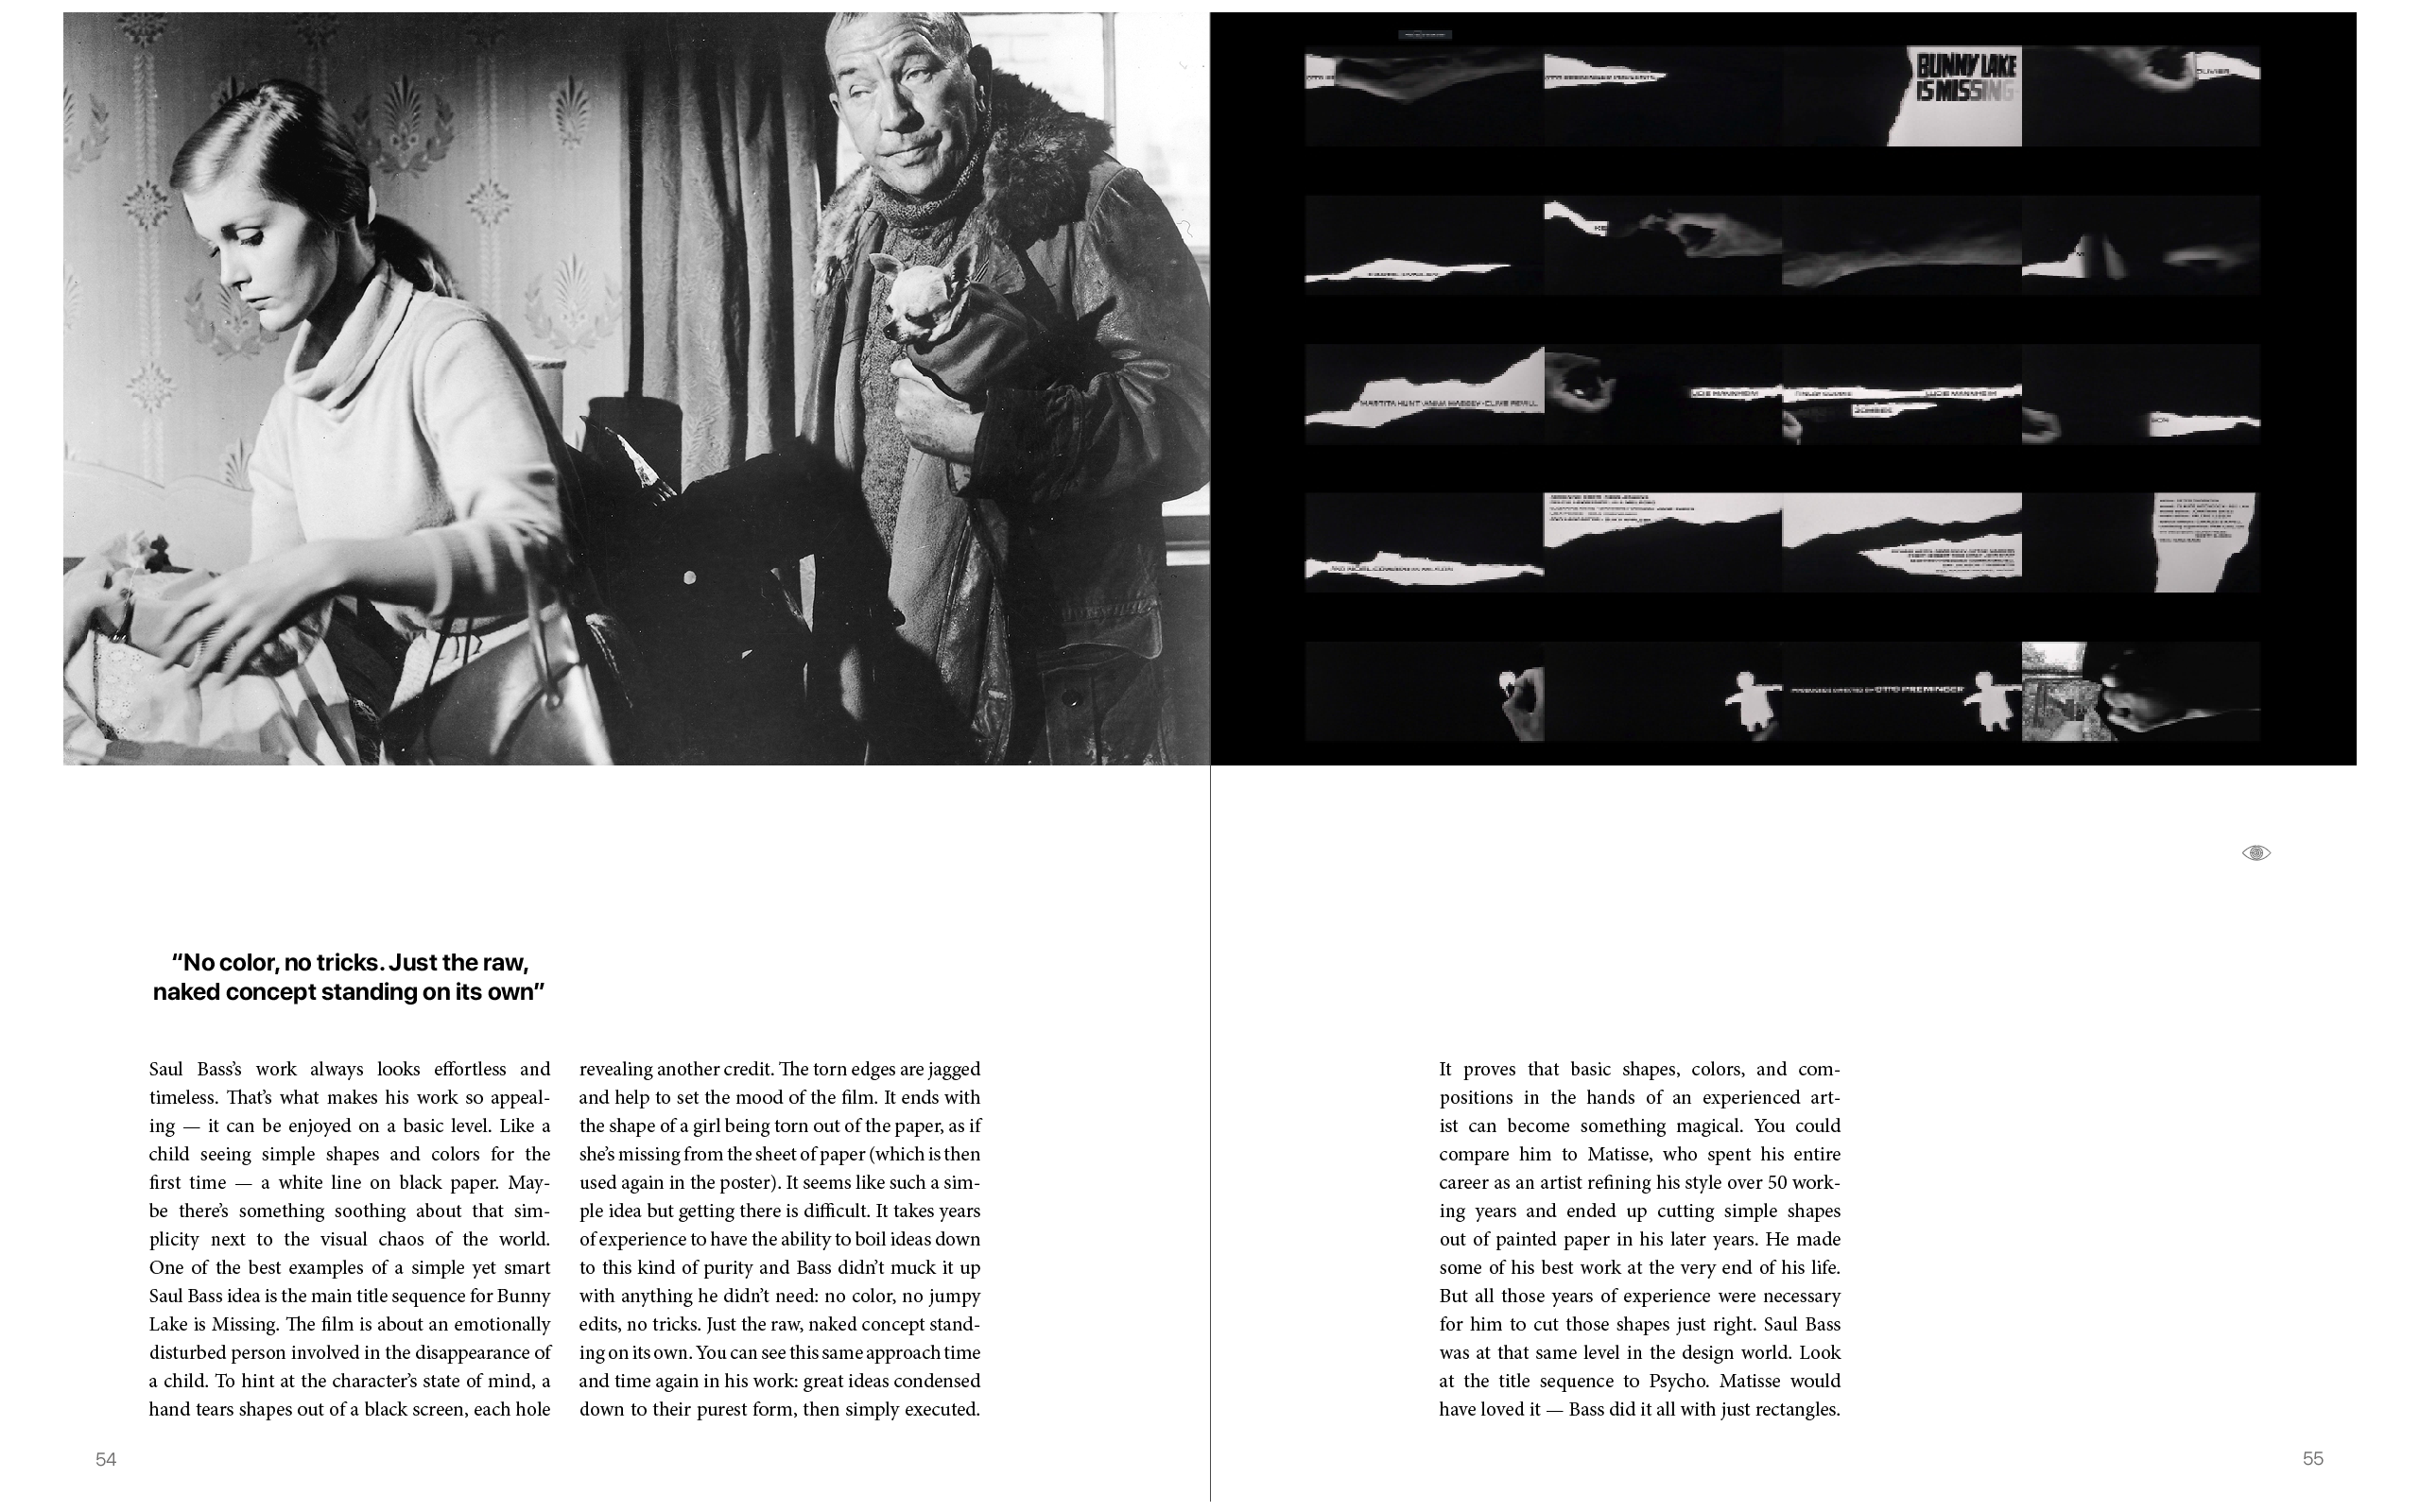 BUNNY LAKE
IS MISSING
OLIVIER
MARTITA HUNT · ANNA MASSEY · CLIVE REVILL
LUCIE MANNHEIM
PRODUCED & DIRECTED BY OTTO PREMINGER
“No color, no tricks. Just the raw,
naked concept standing on its own”
Saul Bass’s work always looks effortless and
timeless. That’s what makes his work so appeal-
ing — it can be enjoyed on a basic level. Like a
child seeing simple shapes and colors for the
first time — a white line on black paper. May-
be there’s something soothing about that sim-
plicity next to the visual chaos of the world.
One of the best examples of a simple yet smart
Saul Bass idea is the main title sequence for Bunny
Lake is Missing. The film is about an emotionally
disturbed person involved in the disappearance of
a child. To hint at the character’s state of mind, a
hand tears shapes out of a black screen, each hole
revealing another credit. The torn edges are jagged
and help to set the mood of the film. It ends with
the shape of a girl being torn out of the paper, as if
she’s missing from the sheet of paper (which is then
used again in the poster). It seems like such a sim-
ple idea but getting there is difficult. It takes years
of experience to have the ability to boil ideas down
to this kind of purity and Bass didn’t muck it up
with anything he didn’t need: no color, no jumpy
edits, no tricks. Just the raw, naked concept stand-
ing on its own. You can see this same approach time
and time again in his work: great ideas condensed
down to their purest form, then simply executed.
It proves that basic shapes, colors, and com-
positions in the hands of an experienced art-
ist can become something magical. You could
compare him to Matisse, who spent his entire
career as an artist refining his style over 50 work-
ing years and ended up cutting simple shapes
out of painted paper in his later years. He made
some of his best work at the very end of his life.
But all those years of experience were necessary
for him to cut those shapes just right. Saul Bass
was at that same level in the design world. Look
at the title sequence to Psycho. Matisse would
have loved it — Bass did it all with just rectangles.
54
55